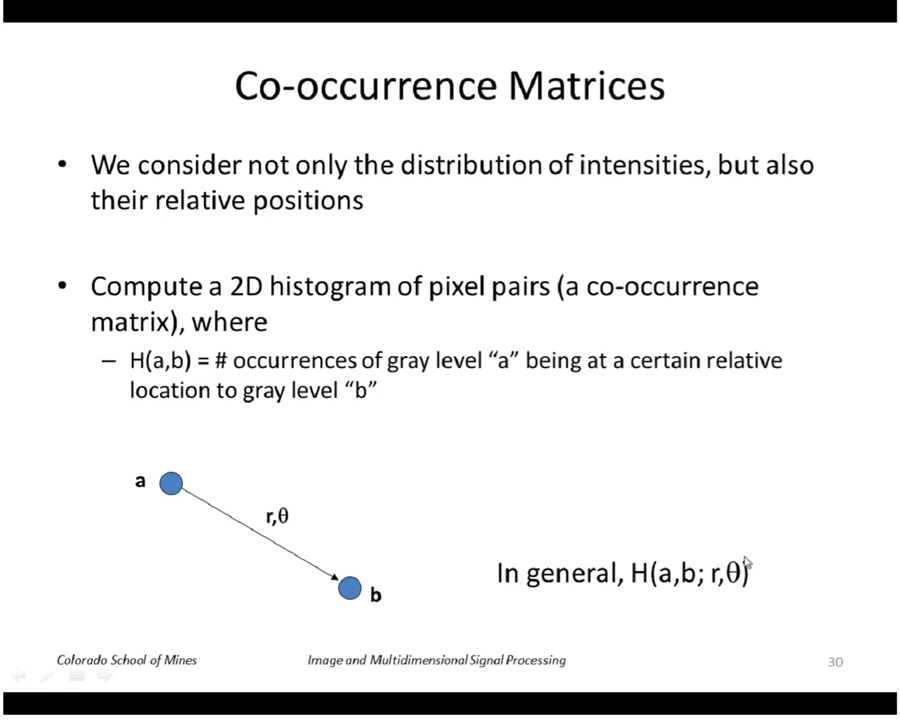 Co-occurrence Matrices
• We consider not only the distribution of intensities, but also
their relative positions
• Compute a 2D histogram of pixel pairs (a co-occurrence
matrix), where
– H(a,b) = # occurrences of gray level “a” being at a certain relative
location to gray level “b”
a
r,θ
b
In general, H(a,b; r,θ)
Colorado School of Mines
Image and Multidimensional Signal Processing
30